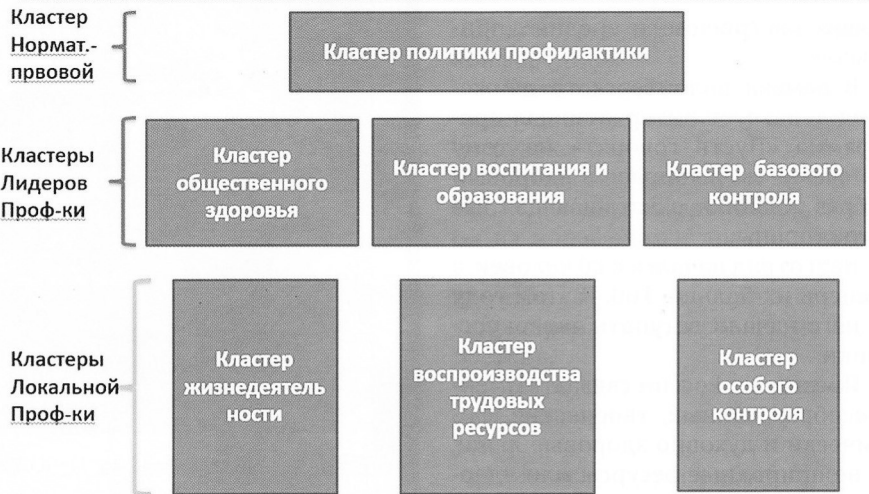 Кластер
Нормат.-
првовой
Кластер политики профилактики
Кластеры
Лидеров
Проф-ки
Кластер
общественного
здоровья
Кластер воспитания и
образования
Кластер базового
контроля
Кластеры
Локальной
Проф-ки
Кластер
жизнедеятель
ности
Кластер
воспроизводства
трудовых
ресурсов
Кластер
особого
контроля